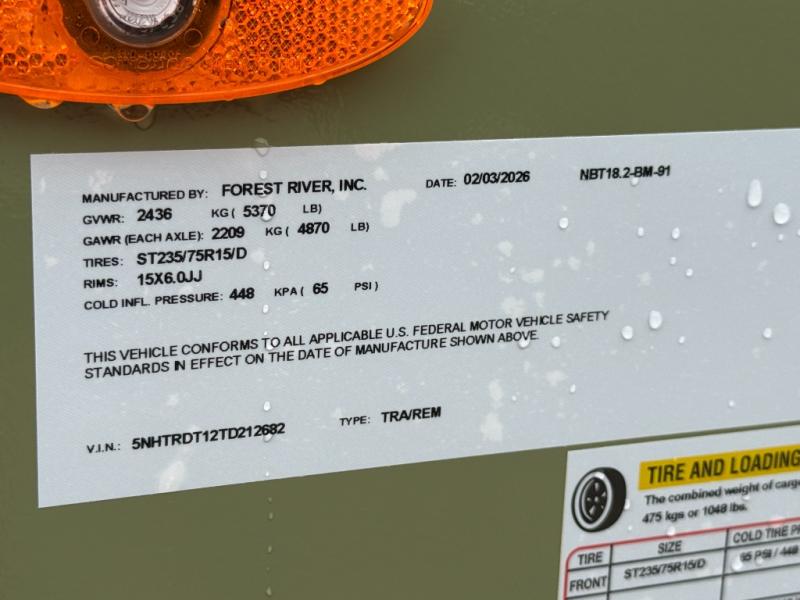 MANUFACTURED BY: FOREST RIVER, INC. DATE: 02/03/2026 NBT18.2-BM-91
GVWR: 2436 KG ( 5370 LB)
GAWR (EACH AXLE): 2209 KG ( 4870 LB)
TIRES: ST235/75R15/D
RIMS: 15X6.0JJ
COLD INFL. PRESSURE: 448 KPA ( 65 PSI )
THIS VEHICLE CONFORMS TO ALL APPLICABLE U.S. FEDERAL MOTOR VEHICLE SAFETY
STANDARDS IN EFFECT ON THE DATE OF MANUFACTURE SHOWN ABOVE.
V.I.N.: 5NHTRDT12TD212682 TYPE: TRA/REM
TIRE AND LOADING
The combined weight of
475 kgs or 1048 lbs.
TIRE SIZE COLD TIRE
FRONT ST235/75R15/D 65 PSI / 448